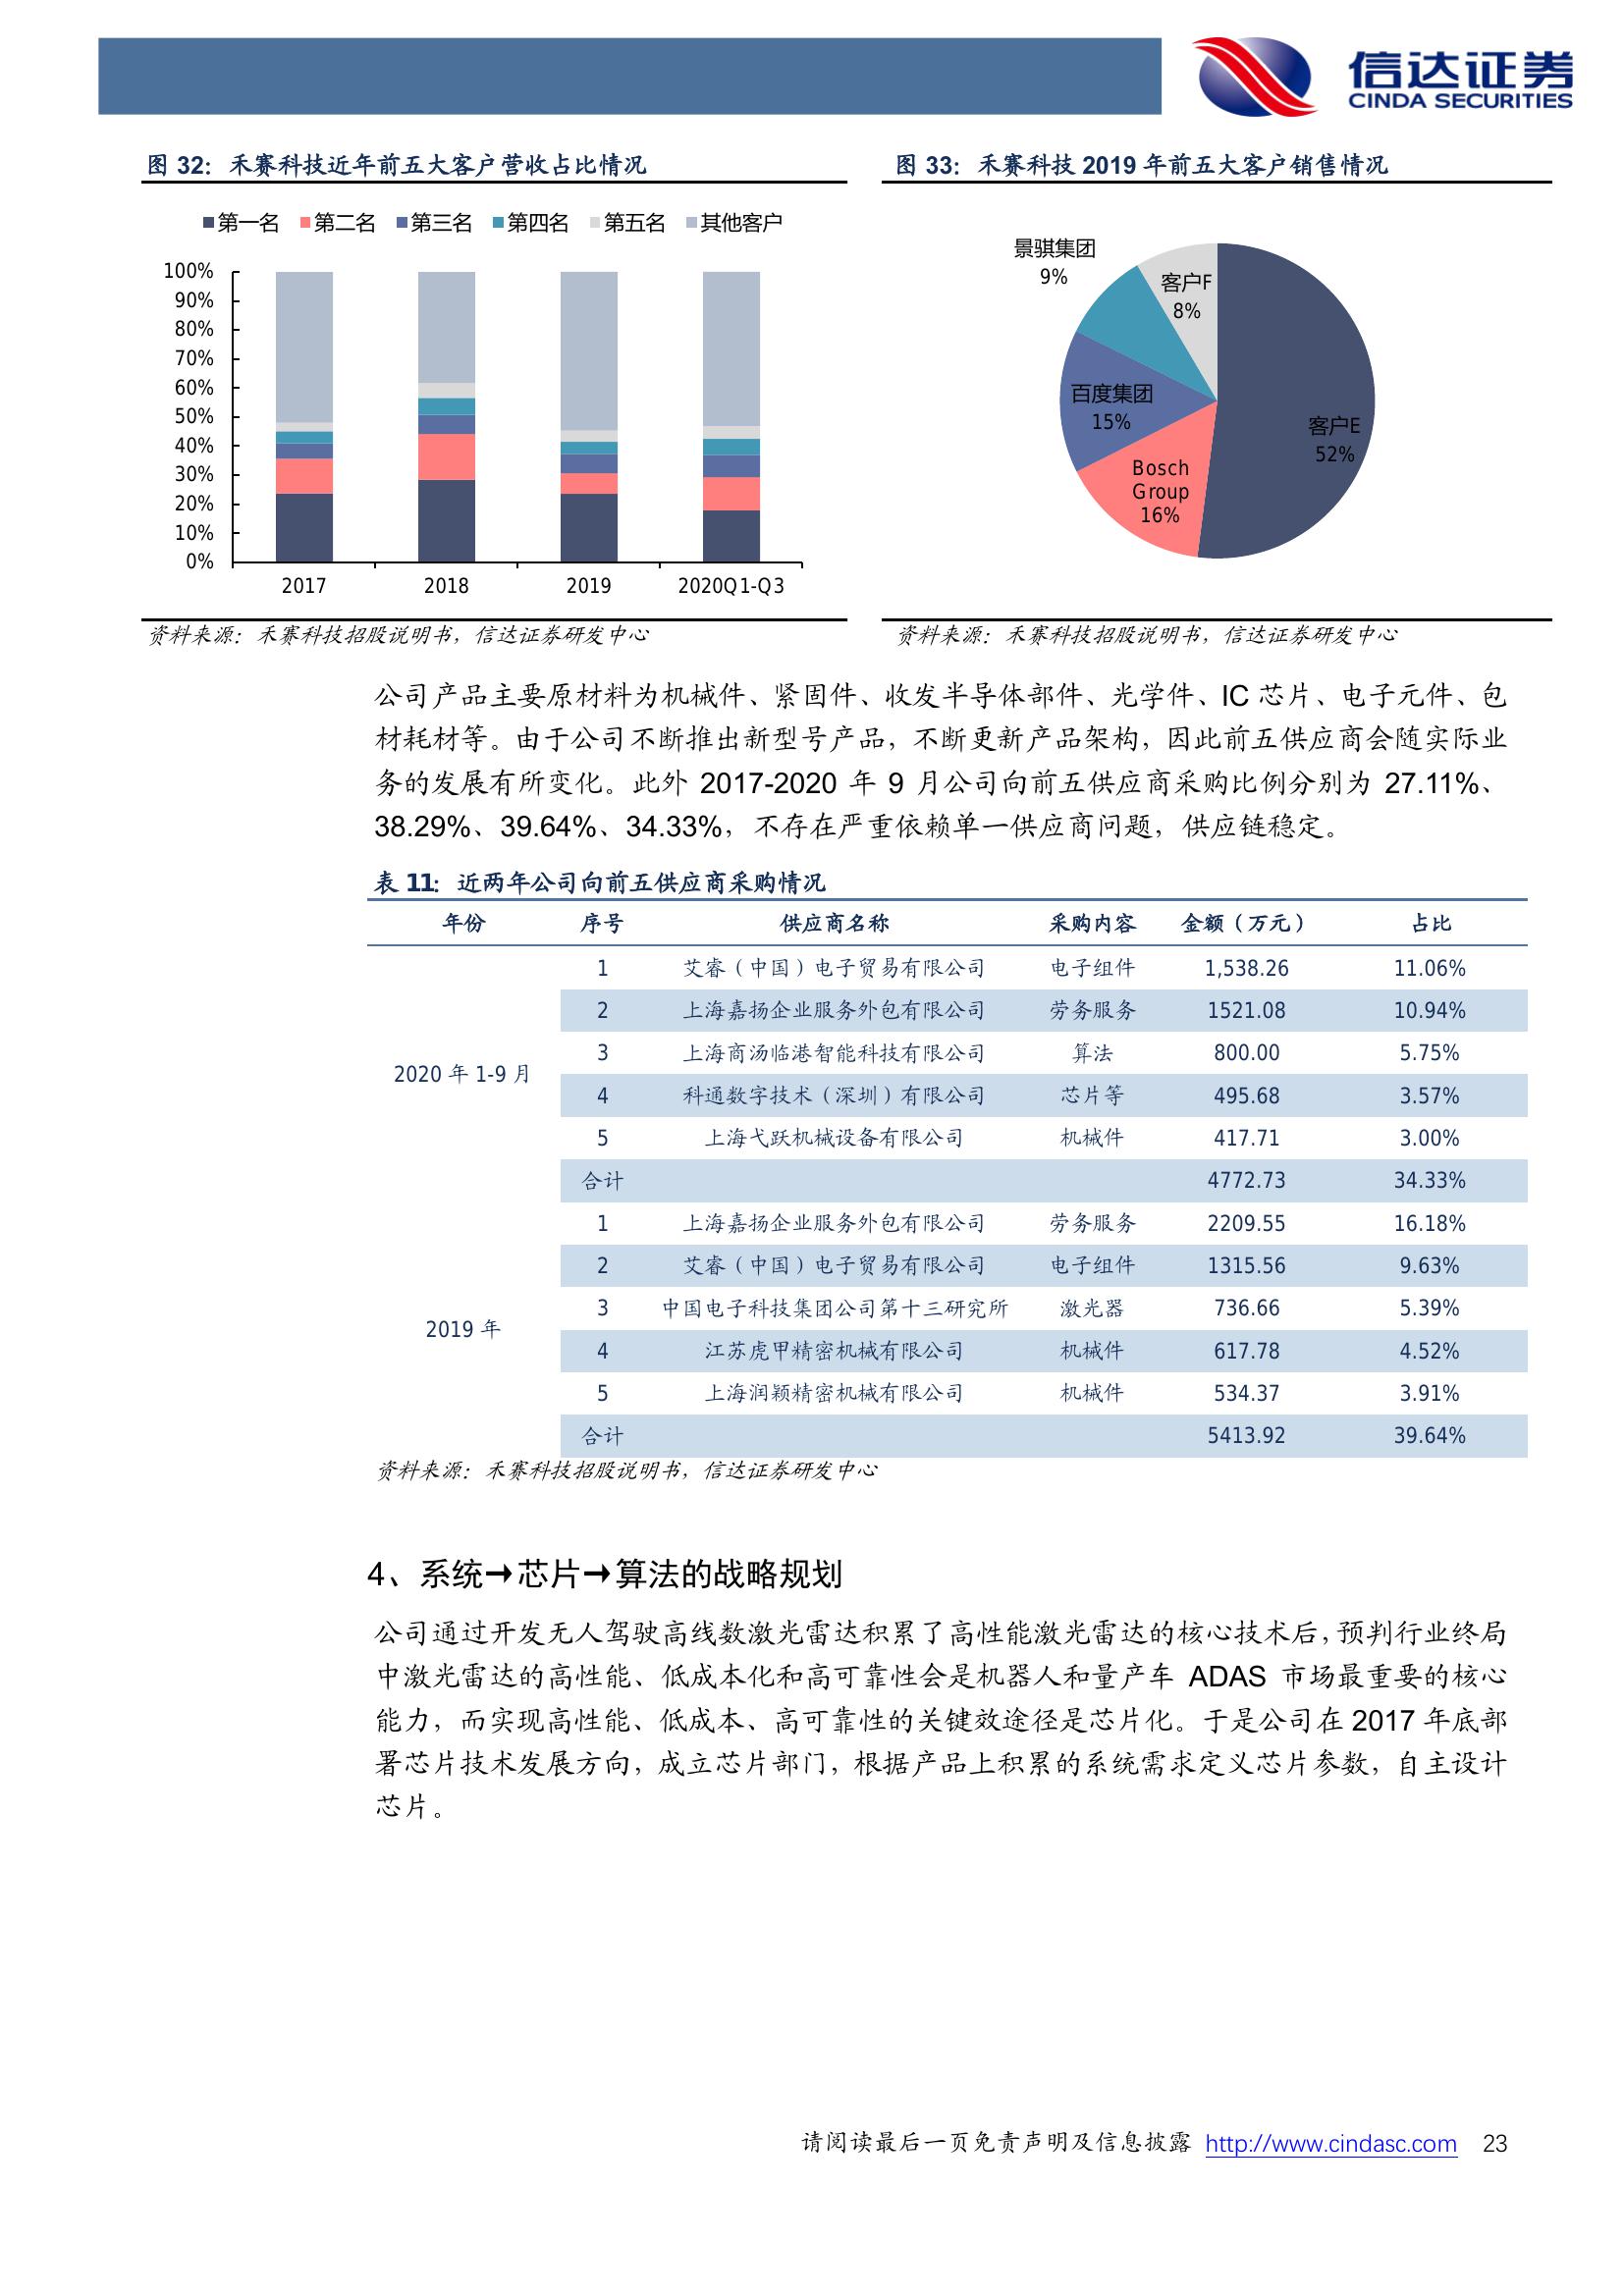 信达证券
CINDA SECURITIES
图 32：禾赛科技近年前五大客户营收占比情况
第一名 第二名 第三名 第四名 第五名 其他客户
100%
90%
80%
70%
60%
50%
40%
30%
20%
10%
0%
2017 2018 2019 2020Q1-Q3
资料来源：禾赛科技招股说明书，信达证券研发中心
图 33：禾赛科技 2019 年前五大客户销售情况
景骐集团
9%
客户F
8%
百度集团
15%
客户E
52%
Bosch
Group
16%
资料来源：禾赛科技招股说明书，信达证券研发中心
公司产品主要原材料为机械件、紧固件、收发半导体部件、光学件、IC 芯片、电子元件、包
材耗材等。由于公司不断推出新型号产品，不断更新产品架构，因此前五供应商会随实际业
务的发展有所变化。此外 2017-2020 年 9 月公司向前五供应商采购比例分别为 27.11%、
38.29%、39.64%、34.33%，不存在严重依赖单一供应商问题，供应链稳定。
表 11：近两年公司向前五供应商采购情况
年份 序号 供应商名称 采购内容 金额（万元） 占比
2020 年 1-9 月
1 艾睿（中国）电子贸易有限公司 电子组件 1,538.26 11.06%
2 上海嘉扬企业服务外包有限公司 劳务服务 1521.08 10.94%
3 上海商汤临港智能科技有限公司 算法 800.00 5.75%
4 科通数字技术（深圳）有限公司 芯片等 495.68 3.57%
5 上海弋跃机械设备有限公司 机械件 417.71 3.00%
合计 4772.73 34.33%
2019 年
1 上海嘉扬企业服务外包有限公司 劳务服务 2209.55 16.18%
2 艾睿（中国）电子贸易有限公司 电子组件 1315.56 9.63%
3 中国电子科技集团公司第十三研究所 激光器 736.66 5.39%
4 江苏虎甲精密机械有限公司 机械件 617.78 4.52%
5 上海润颖精密机械有限公司 机械件 534.37 3.91%
合计 5413.92 39.64%
资料来源：禾赛科技招股说明书，信达证券研发中心
4、系统➞芯片➞算法的战略规划
公司通过开发无人驾驶高线数激光雷达积累了高性能激光雷达的核心技术后，预判行业终局
中激光雷达的高性能、低成本化和高可靠性会是机器人和量产车 ADAS 市场最重要的核心
能力，而实现高性能、低成本、高可靠性的关键效途径是芯片化。于是公司在 2017 年底部
署芯片技术发展方向，成立芯片部门，根据产品上积累的系统需求定义芯片参数，自主设计
芯片。
请阅读最后一页免责声明及信息披露 http://www.cindasc.com 23